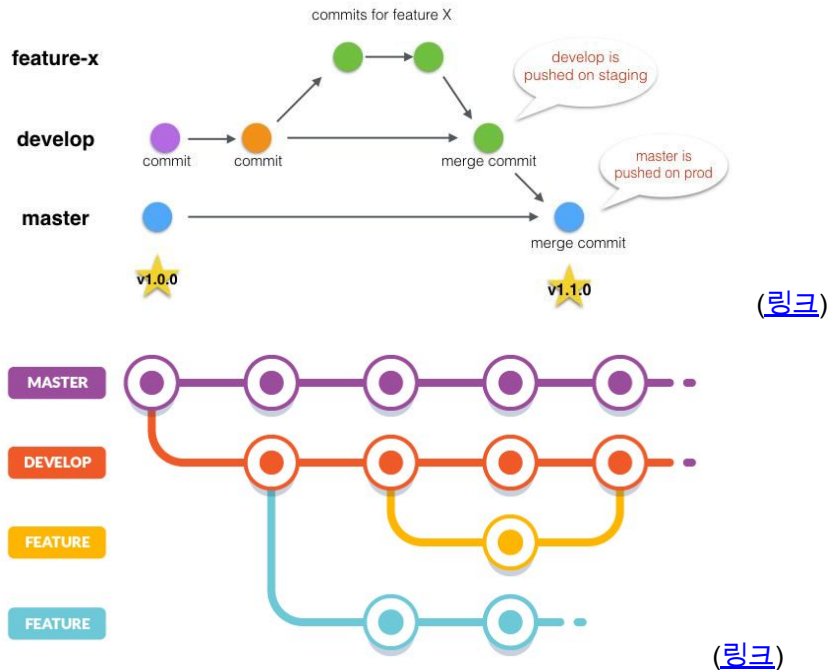 commits for feature X
feature-x
develop is
pushed on staging
develop
commit
commit
merge commit
master is
pushed on prod
master
merge commit
v1.0.0
v1.1.0
(링크)
MASTER
DEVELOP
FEATURE
FEATURE
(링크)